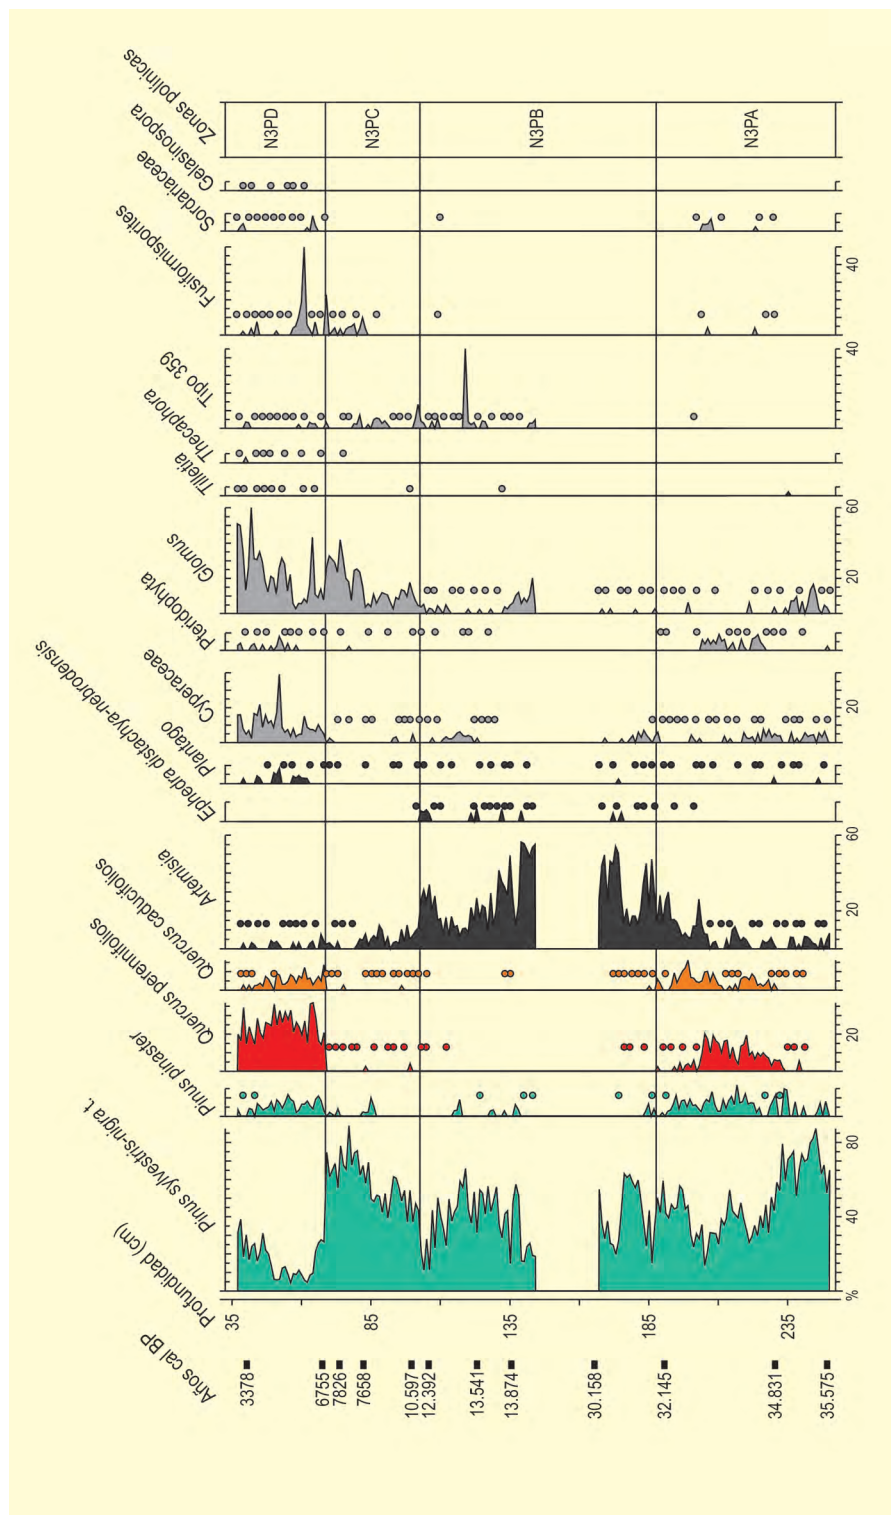 Años cal BP
Profundidad (cm)
Pinus sylvestris-nigra t.
Pinus pinaster
Quercus perennifolios
Quercus caducifolios
Artemisia
Ephedra distachya-nebrodensis
Plantago
Cyperaceae
Pteridophyta
Glomus
Tilletia
Thecaphora
Tipo 359
Fusiformisporites
Sordariaceae
Gelasinospora
Zonas polínicas
3378
6755
7826
7658
10.597
12.392
13.541
13.874
30.158
32.145
34.831
35.575
35
85
135
185
235
N3PD
N3PC
N3PB
N3PA
%
40
80
20
20
60
20
20
60
40
40